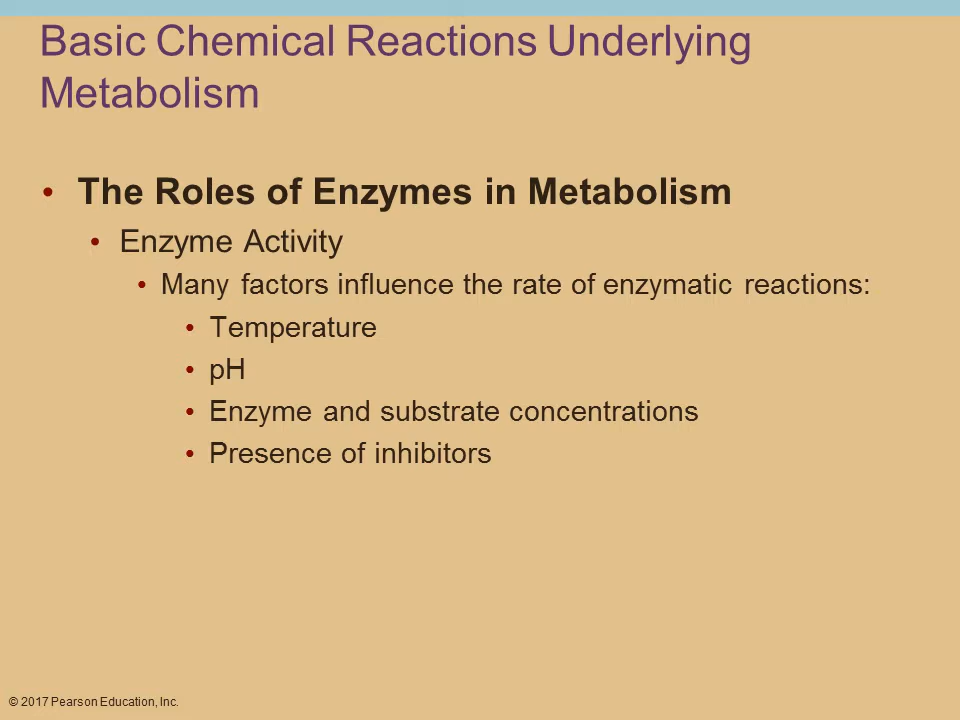 Basic Chemical Reactions Underlying
Metabolism
• The Roles of Enzymes in Metabolism
• Enzyme Activity
• Many factors influence the rate of enzymatic reactions:
• Temperature
• pH
• Enzyme and substrate concentrations
• Presence of inhibitors
© 2017 Pearson Education, Inc.